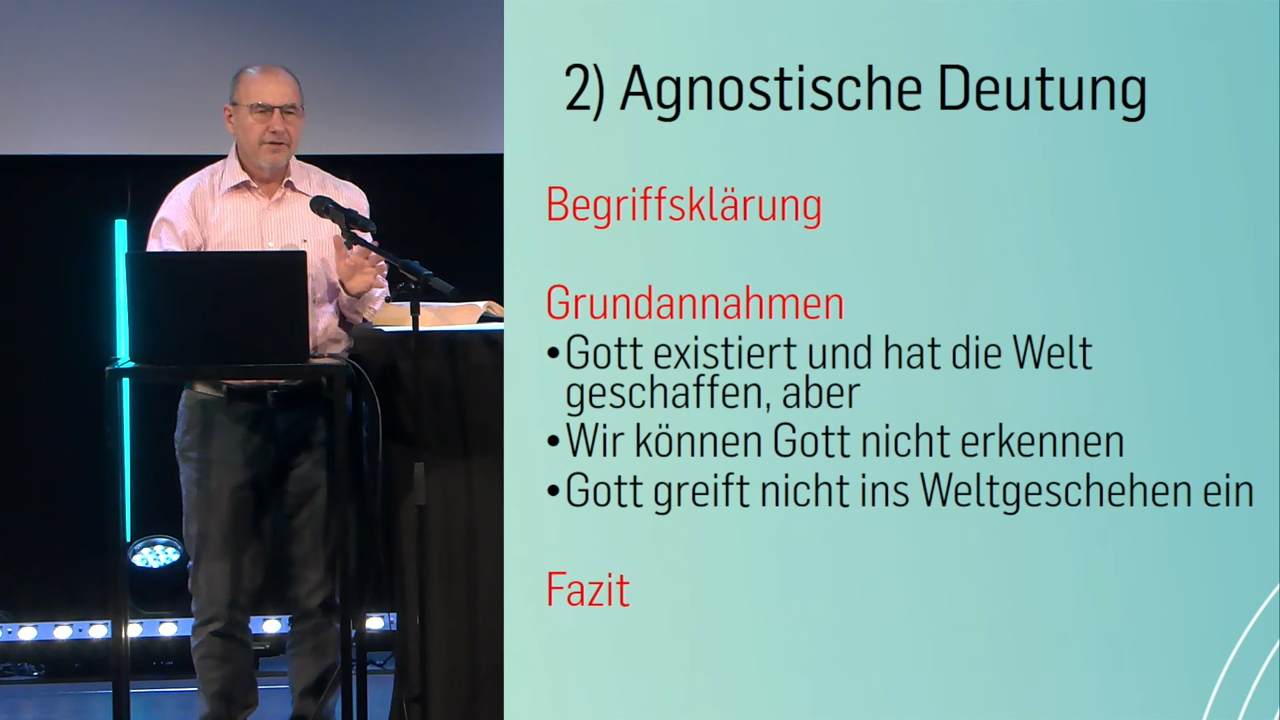 2) Agnostische Deutung
Begriffsklärung
Grundannahmen
•Gott existiert und hat die Welt
geschaffen, aber
•Wir können Gott nicht erkennen
•Gott greift nicht ins Weltgeschehen ein
Fazit